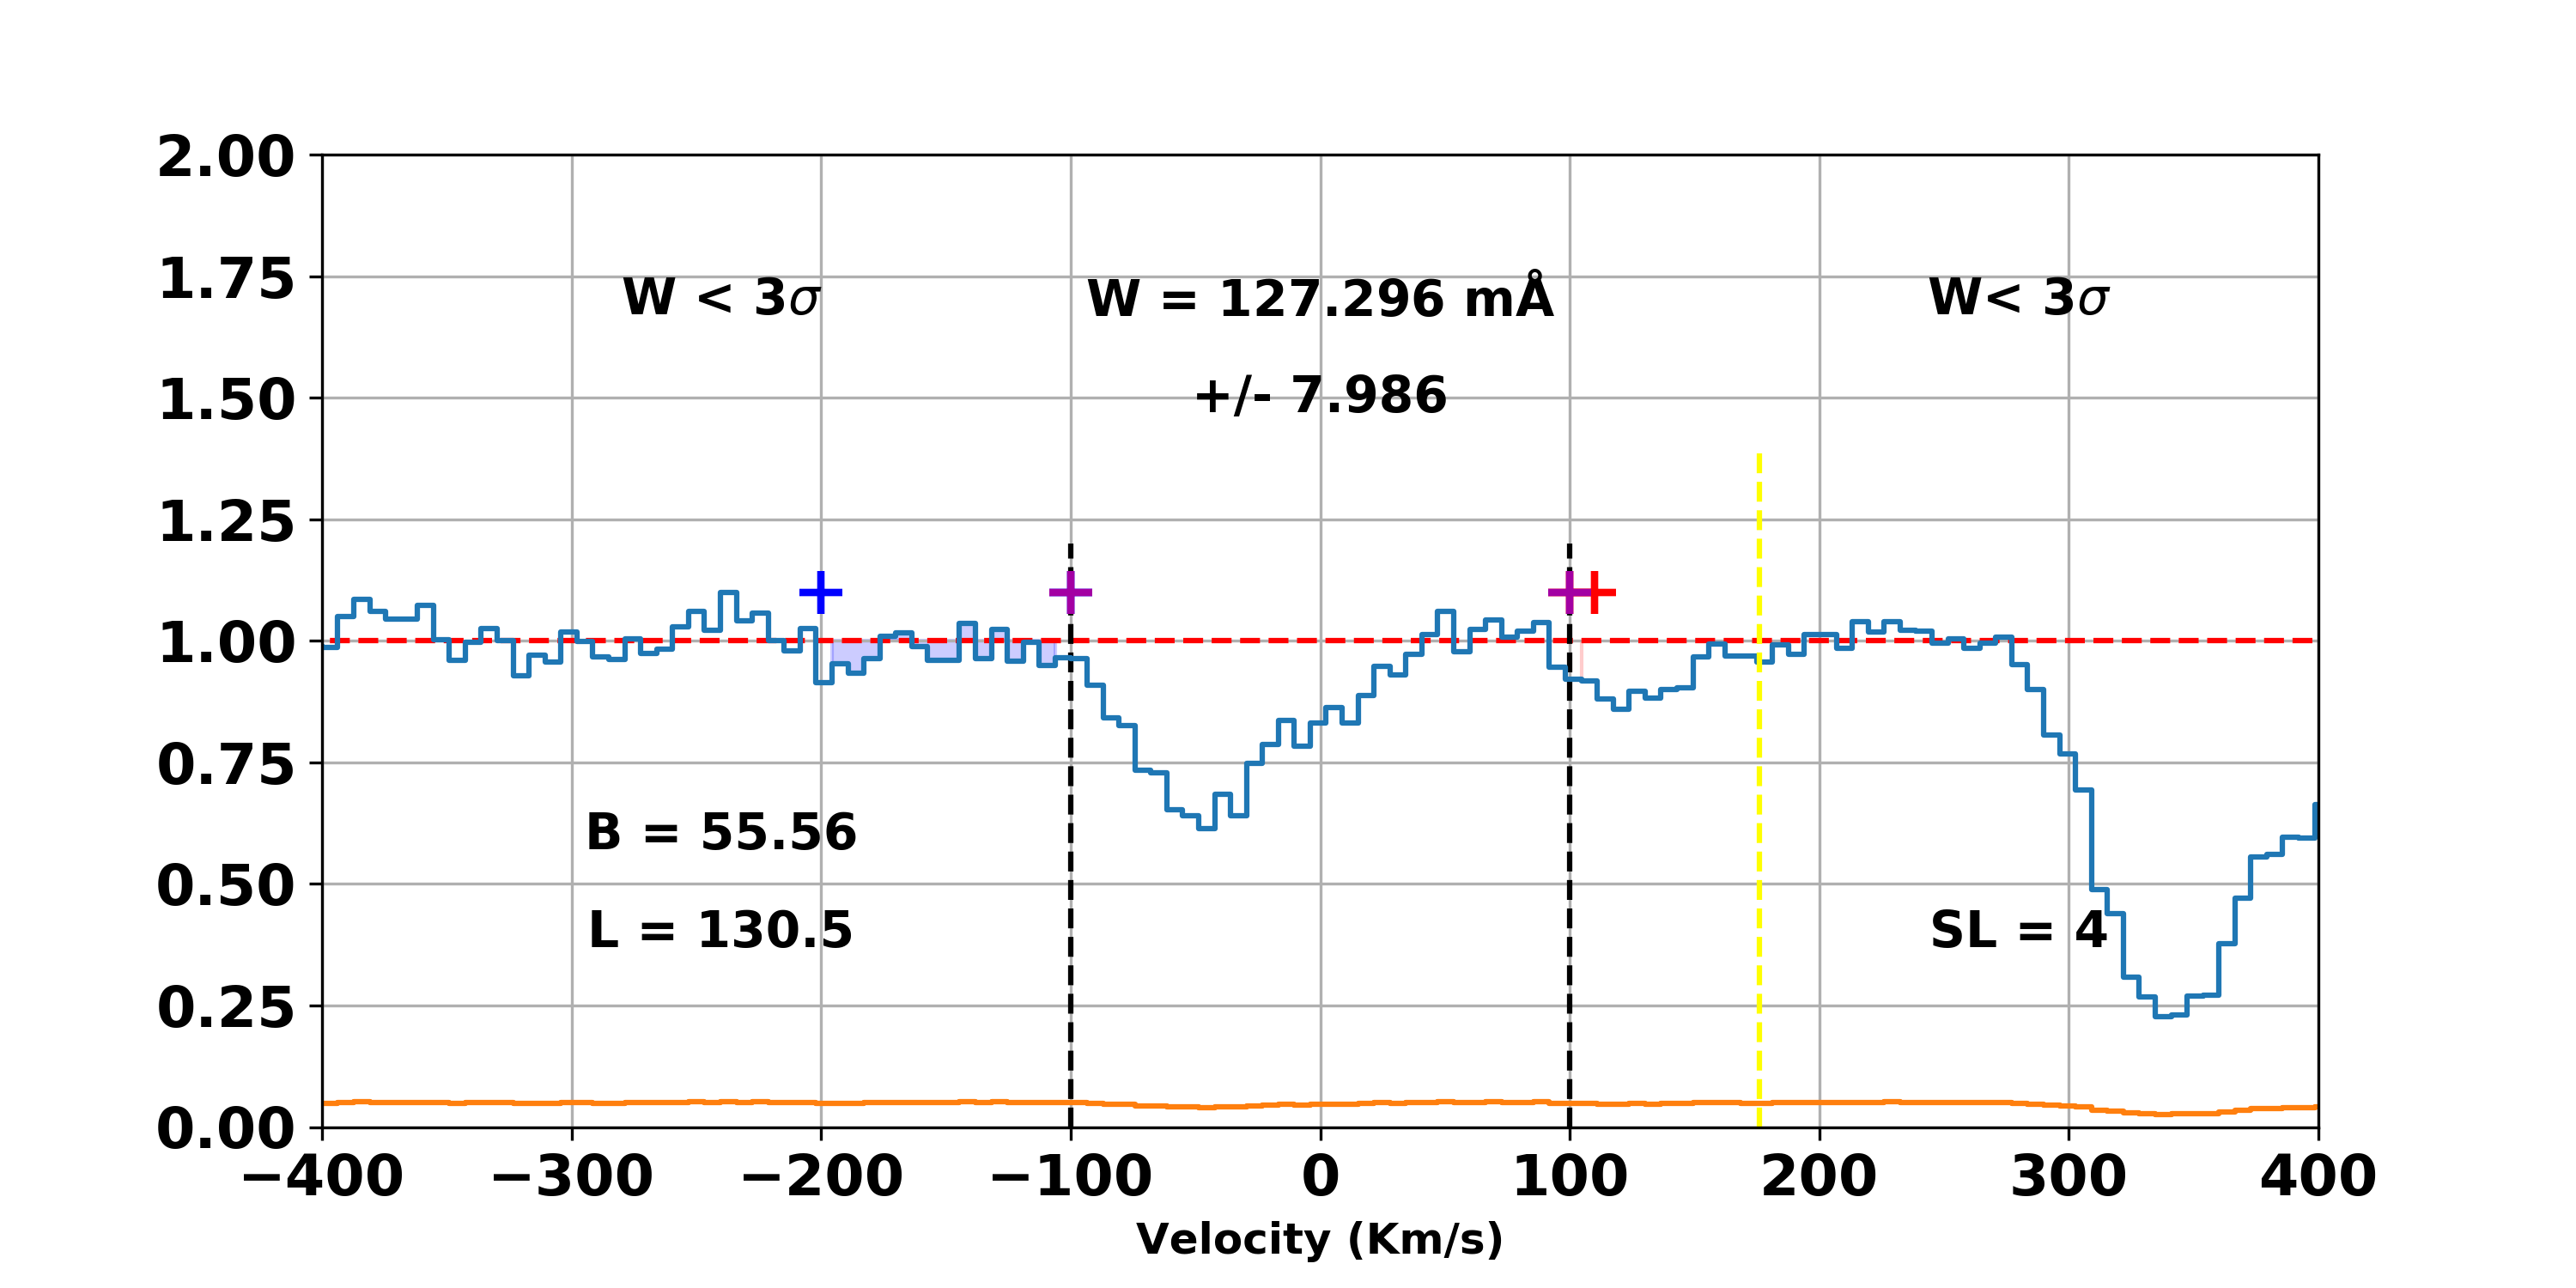 2.00
1.75
1.50
1.25
1.00
0.75
0.50
0.25
0.00
W < 3σ
W = 127.296 mÅ
+/- 7.986
W< 3σ
B = 55.56
L = 130.5
SL = 4
−400 −300 −200 −100 0 100 200 300 400
Velocity (Km/s)